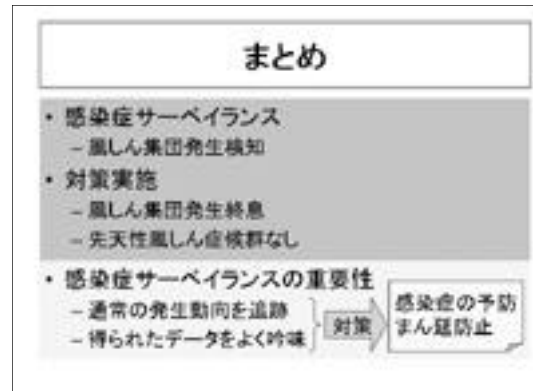 まとめ
・ 感染症サーベイランス
– 風しん集団発生検知
・ 対策実施
– 風しん集団発生終息
– 先天性風しん症候群なし
・ 感染症サーベイランスの重要性
– 通常の発生動向を追跡
– 得られたデータをよく吟味
対策
感染症の予防
まん延防止